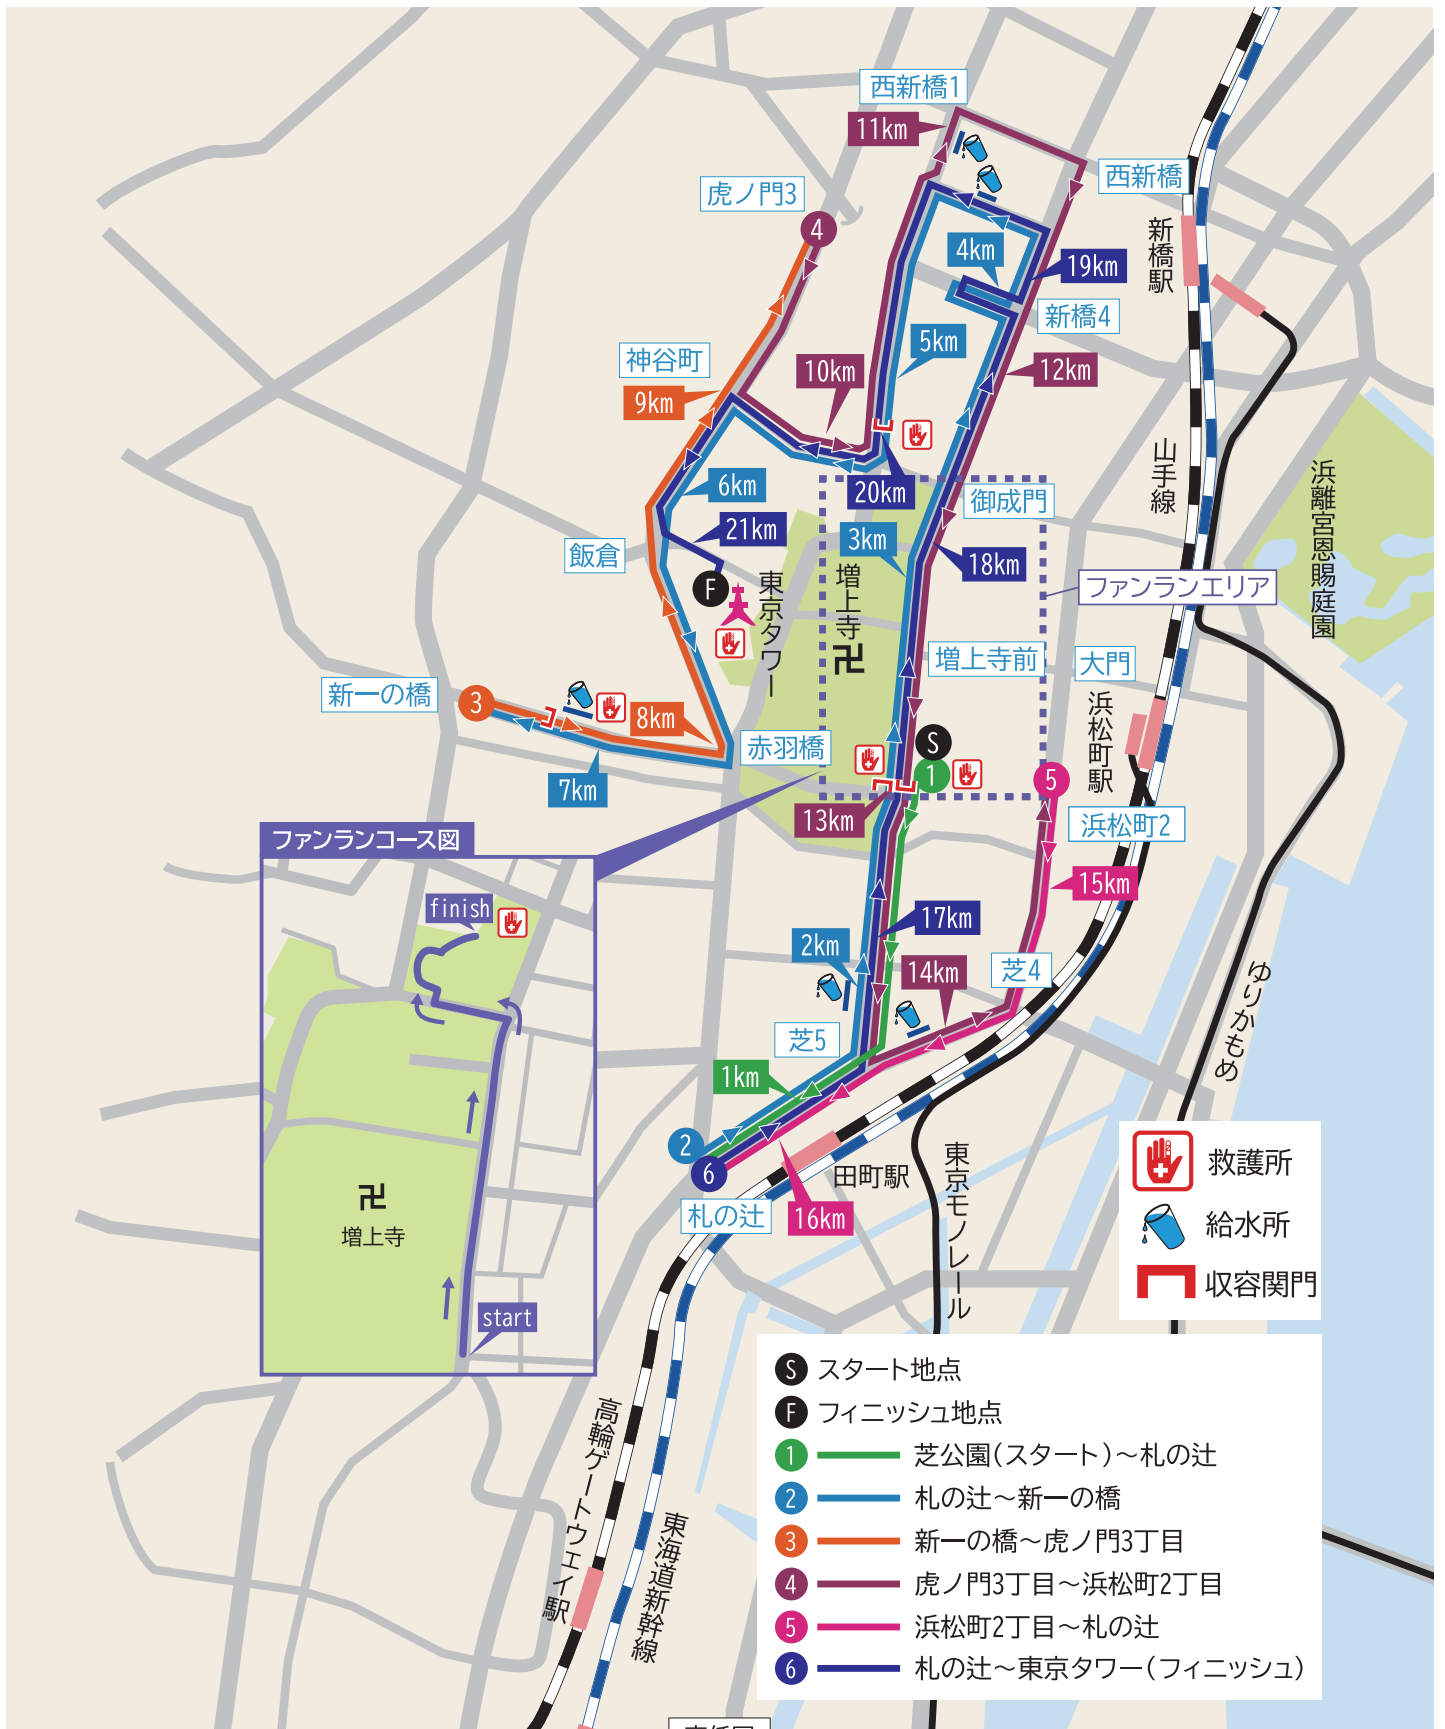 西新橋1
11km
西新橋
虎ノ門3
4
新橋駅
4km
19km
新橋4
5km
神谷町
10km
12km
9km
山手線
浜離宮恩賜庭園
6km
20km
御成門
21km
3km
18km
飯倉
ファンランエリア
F
東京タワー
増上寺
卍
増上寺前
大門
新一の橋
3
8km
浜松町駅
赤羽橋
S
1
5
7km
13km
浜松町2
ファンランコース図
15km
finish
17km
2km
14km
芝4
ゆりかもめ
芝5
1km
2
6
田町駅
東京モノレール
札の辻
16km
卍
増上寺
start
救護所
給水所
収容関門
高輪ゲートウェイ駅
東海道新幹線
S スタート地点
F フィニッシュ地点
1 芝公園(スタート)〜札の辻
2 札の辻〜新一の橋
3 新一の橋〜虎ノ門3丁目
4 虎ノ門3丁目〜浜松町2丁目
5 浜松町2丁目〜札の辻
6 札の辻〜東京タワー(フィニッシュ)